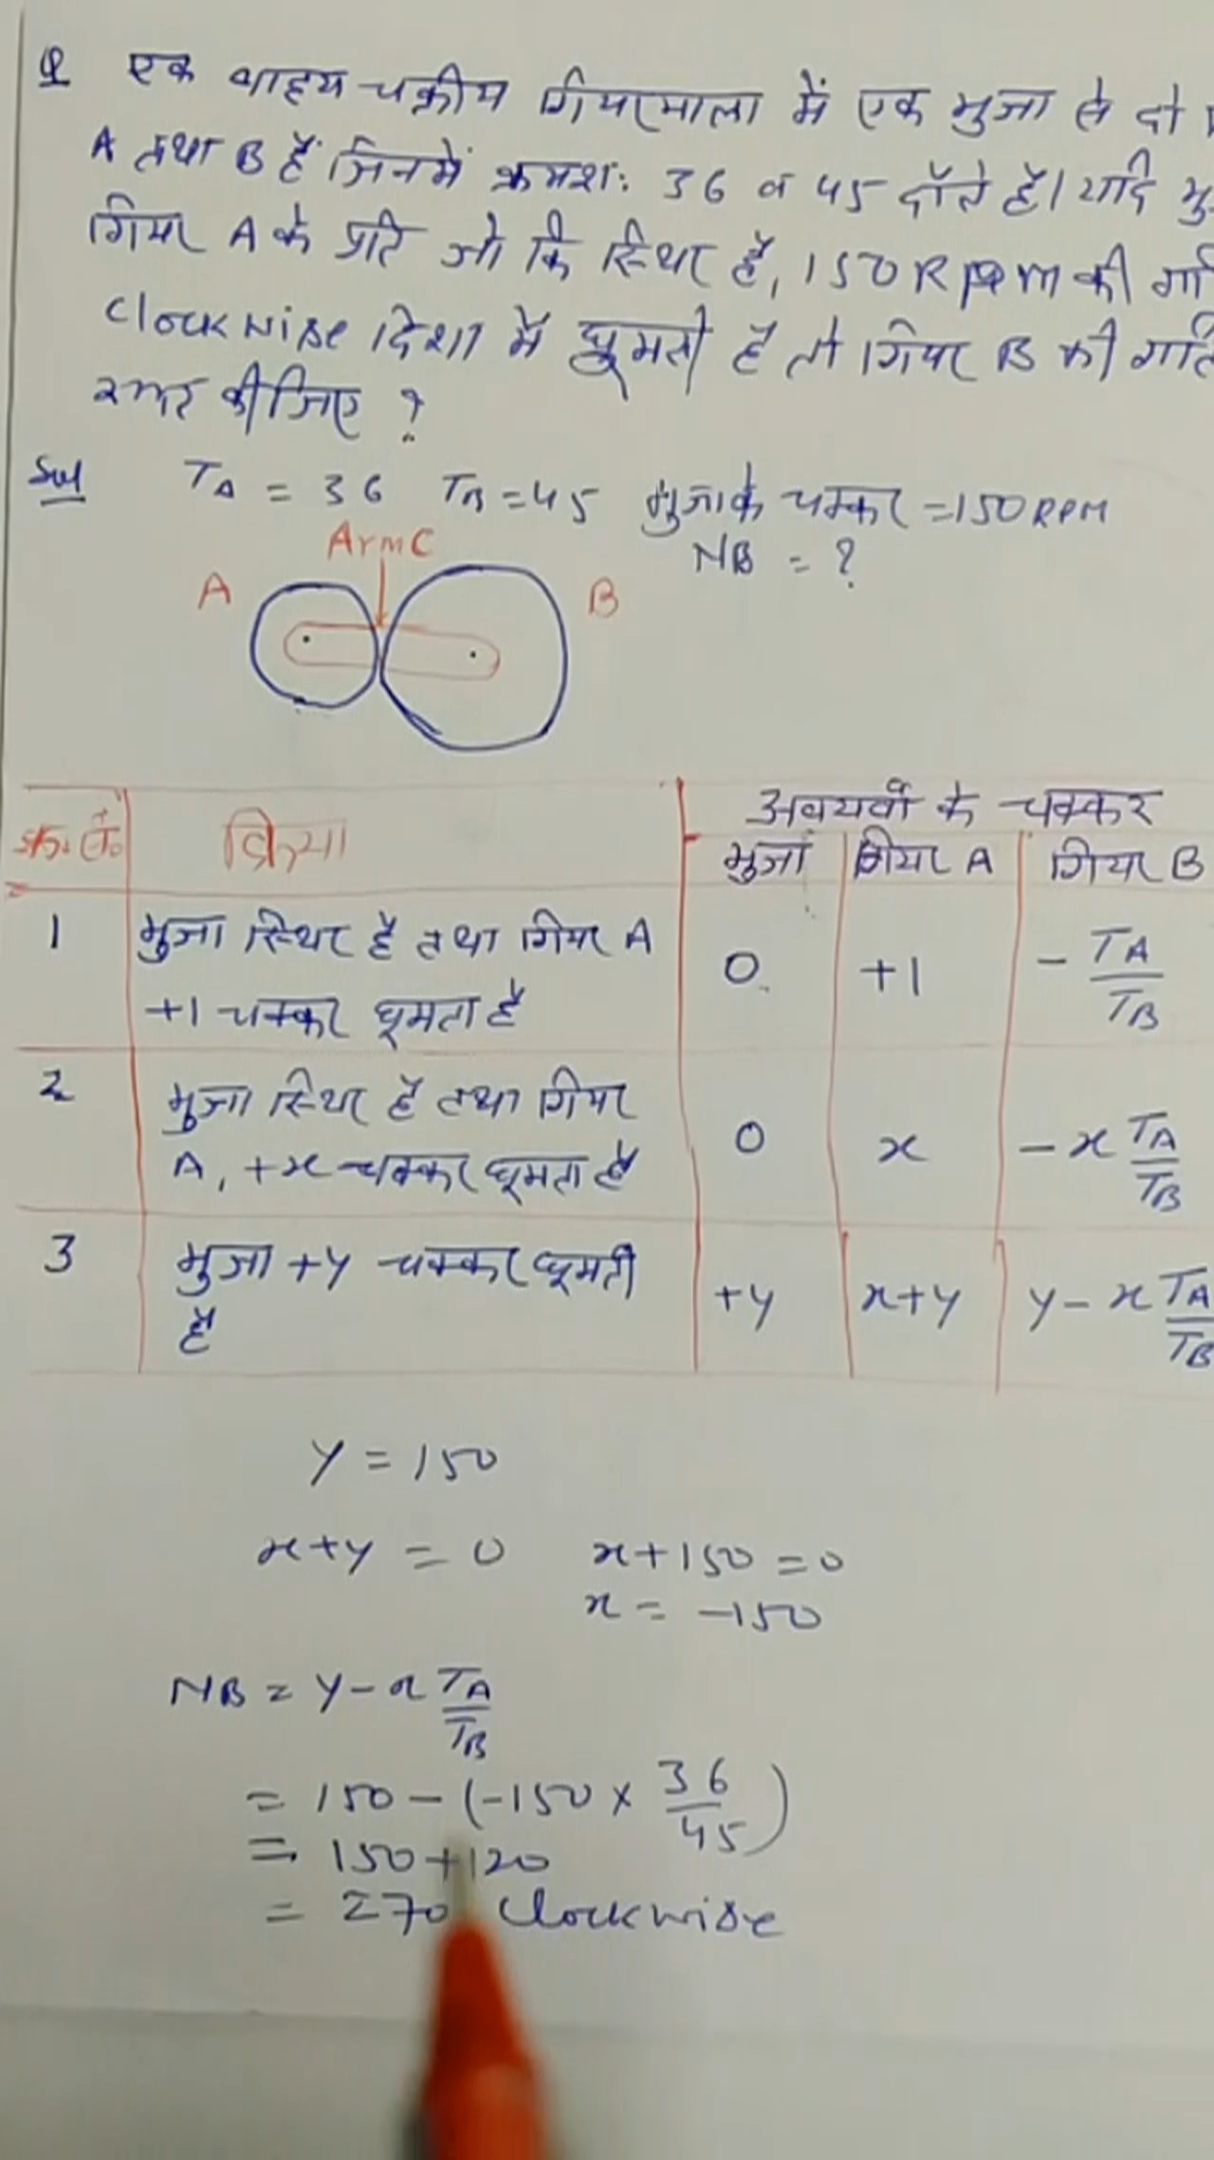 Q एक बाह्य चक्रीय गियरमाला में एक भुजा से दो
A तथा B हैं जिनमें क्रमशः 36 व 45 दाँते हैं। यदि
गियर A के प्रति जो कि स्थिर है, 150 RPM की
Clockwise दिशा में घूमती है तो गियर B की
कीजिए ?
Sol TA = 36 TB = 45 भुजा के चक्कर = 150 RPM
NB = ?
Arm C
A B
अवयवों के चक्कर
क्र. सं. क्रिया भुजा गियर A गियर B
1 भुजा स्थिर है तथा गियर A +1 चक्कर घूमता है 0 +1 - TA/TB
2 भुजा स्थिर है तथा गियर A, +x चक्कर घूमता है 0 x - x TA/TB
3 भुजा +y चक्कर घूमती है +y x+y y - x TA/TB
y = 150
x+y = 0 x+150 = 0
x = -150
NB = y - x TA/TB
= 150 - (-150 × 36/45)
= 150+120
= 270 Clockwise